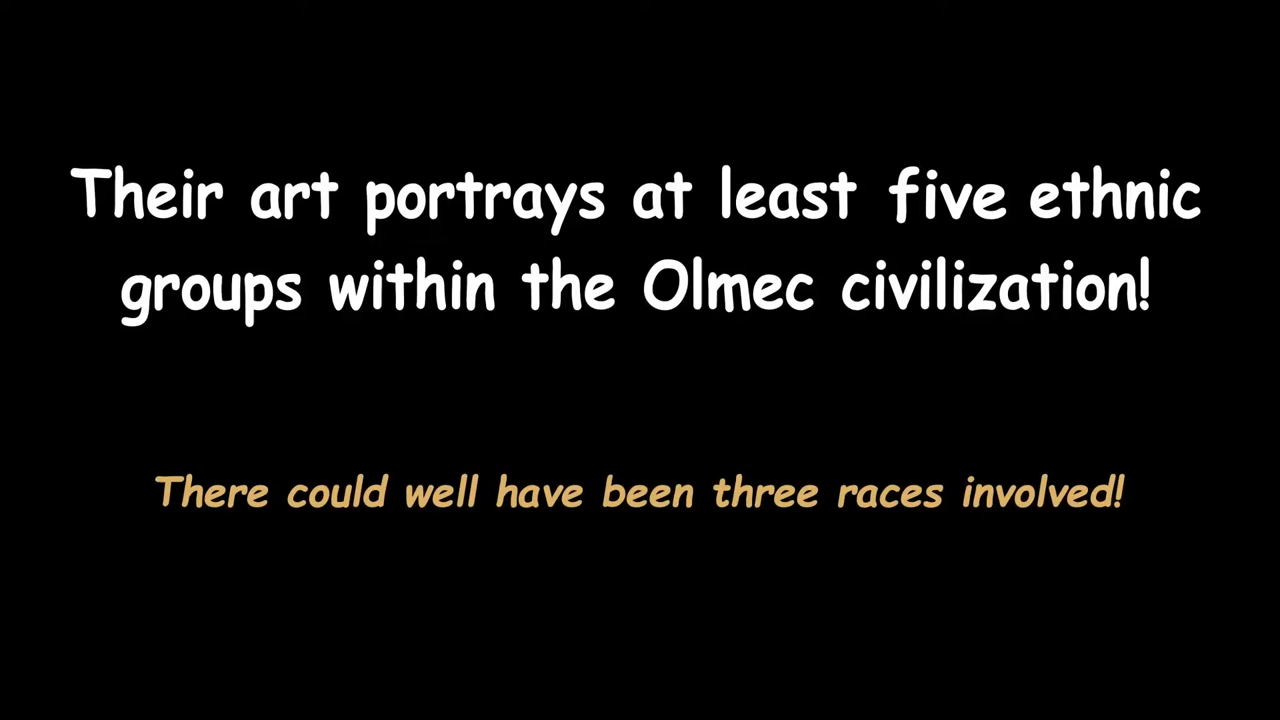 Their art portrays at least five ethnic
groups within the Olmec civilization!
There could well have been three races involved!